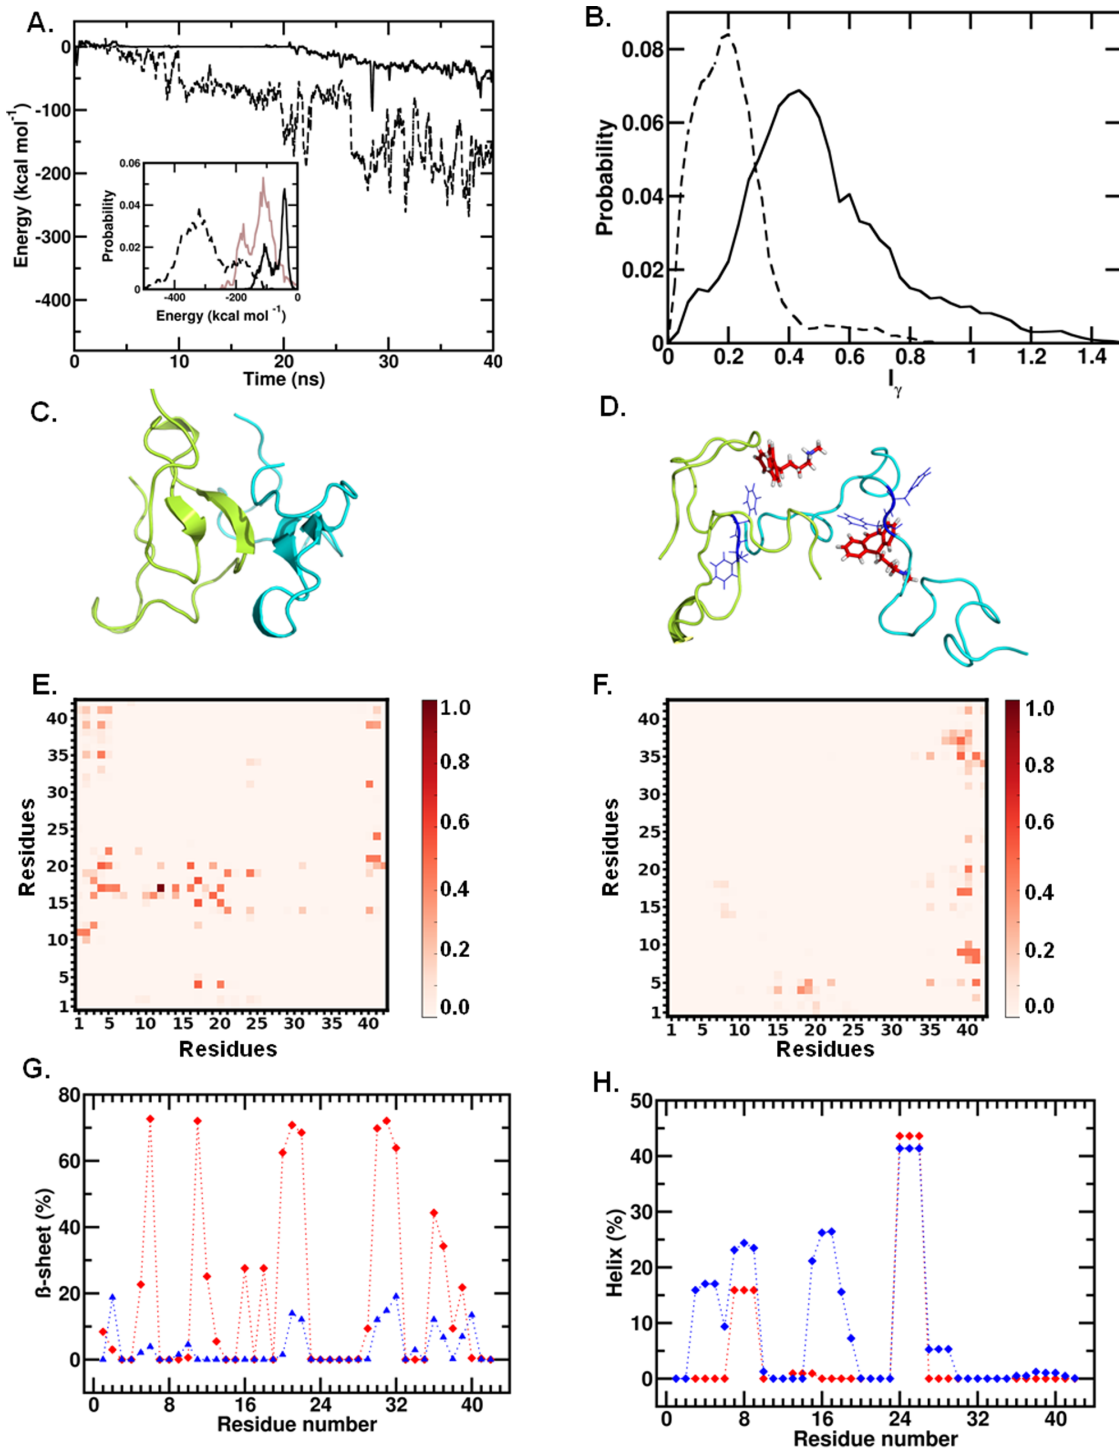 A.
0
-100
-200
-300
-400
Energy (kcal mol⁻¹)
0 10 20 30 40
Time (ns)
0.06
0.04
0.02
0
Probability
-400 -200 0
Energy (kcal mol ⁻¹)
B.
0.08
0.06
0.04
0.02
0
Probability
0 0.2 0.4 0.6 0.8 1 1.2 1.4
Iγ
C.
D.
E.
40
35
30
25
20
15
10
5
1
Residues
1 5 10 15 20 25 30 35 40
Residues
1.0
0.8
0.6
0.4
0.2
0.0
F.
40
35
30
25
20
15
10
5
1
Residues
1 5 10 15 20 25 30 35 40
Residues
1.0
0.8
0.6
0.4
0.2
0.0
G.
80
60
40
20
0
ß-sheet (%)
0 8 16 24 32 40
Residue number
H.
50
40
30
20
10
0
Helix (%)
0 8 16 24 32 40
Residue number